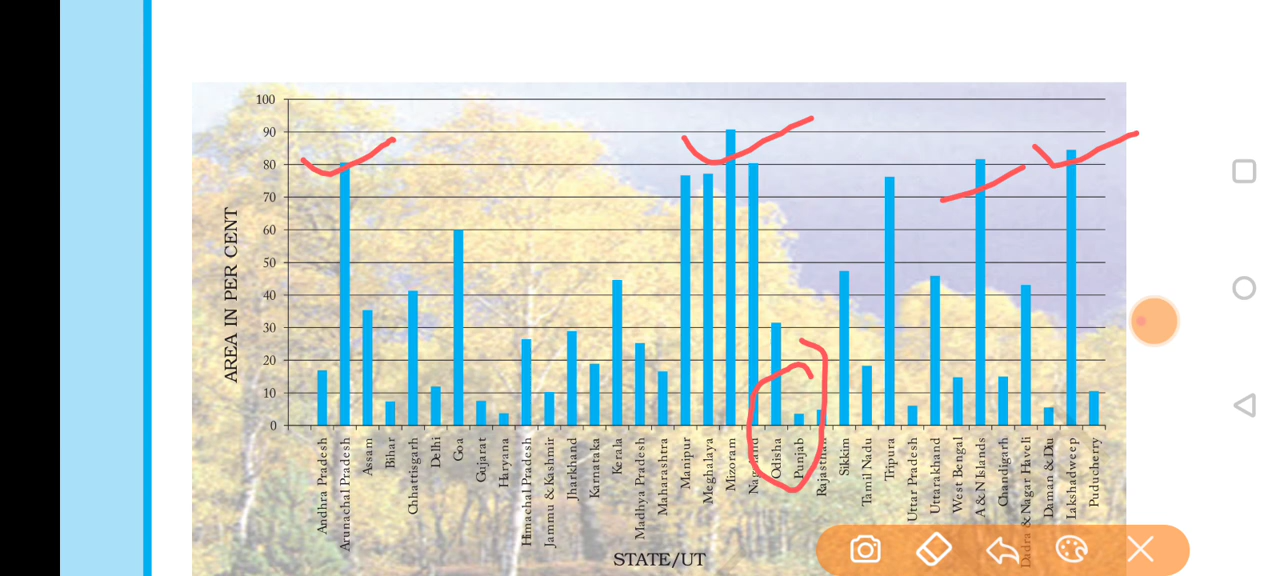 100
90
80
70
60
50
40
30
20
10
0
AREA IN PER CENT
Andhra Pradesh
Arunachal Pradesh
Assam
Bihar
Chhattisgarh
Delhi
Goa
Gujarat
Haryana
Himachal Pradesh
Jammu & Kashmir
Jharkhand
Karnataka
Kerala
Madhya Pradesh
Maharashtra
Manipur
Meghalaya
Mizoram
Nagaland
Odisha
Punjab
Rajasthan
Sikkim
Tamil Nadu
Tripura
Uttar Pradesh
Uttarakhand
West Bengal
A & N Islands
Chandigarh
Dadra & Nagar Haveli
Daman & Diu
Lakshadweep
Puducherry
STATE/UT